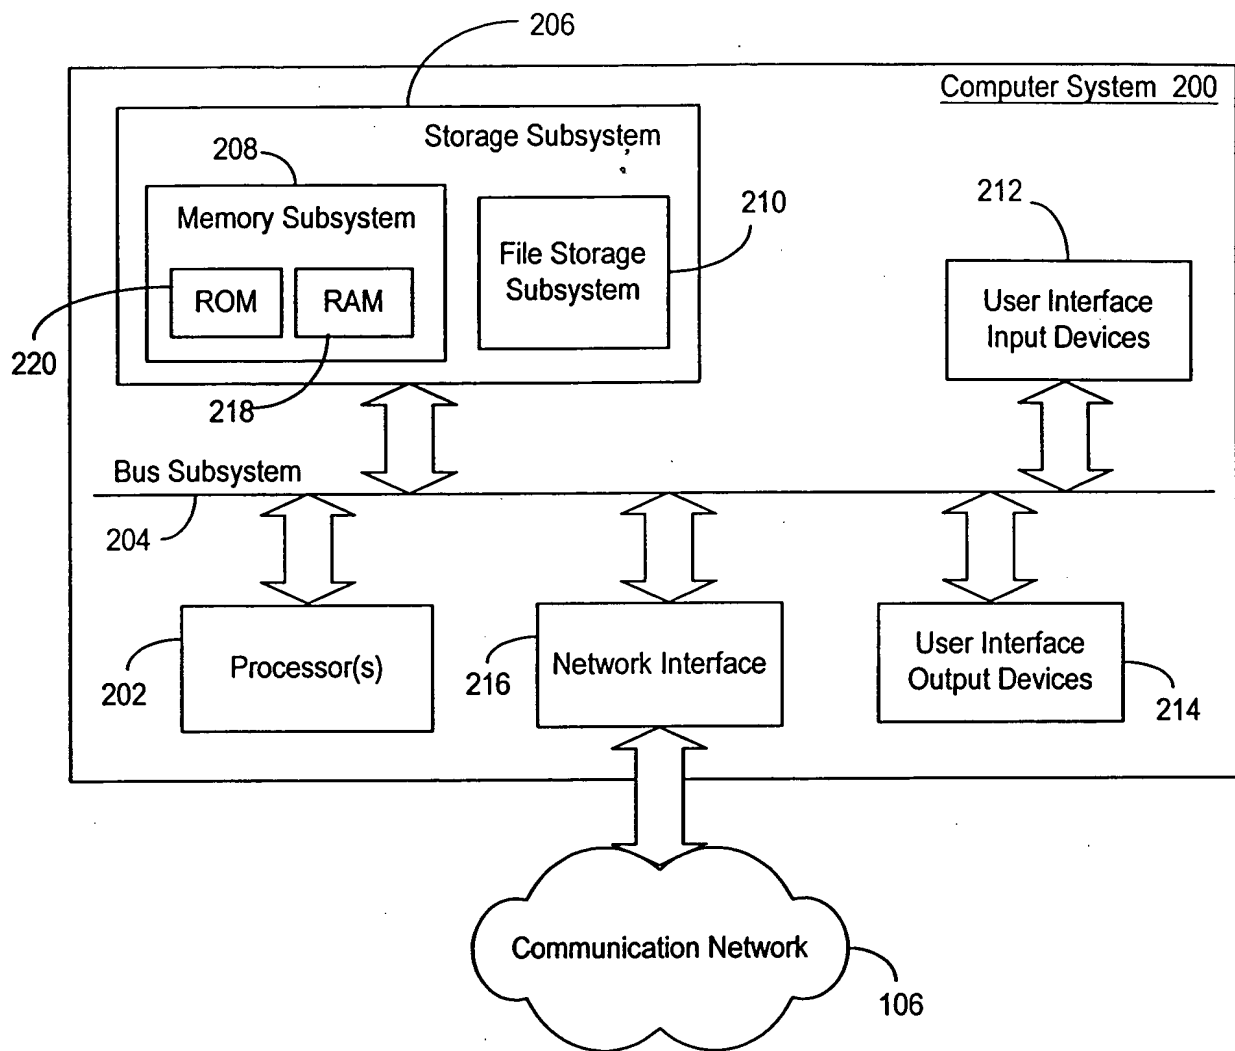 206
Computer System 200
Storage Subsystem
208
Memory Subsystem
ROM
RAM
220
218
File Storage
Subsystem
210
212
User Interface
Input Devices
Bus Subsystem
204
Processor(s)
202
Network Interface
216
User Interface
Output Devices
214
Communication Network
106